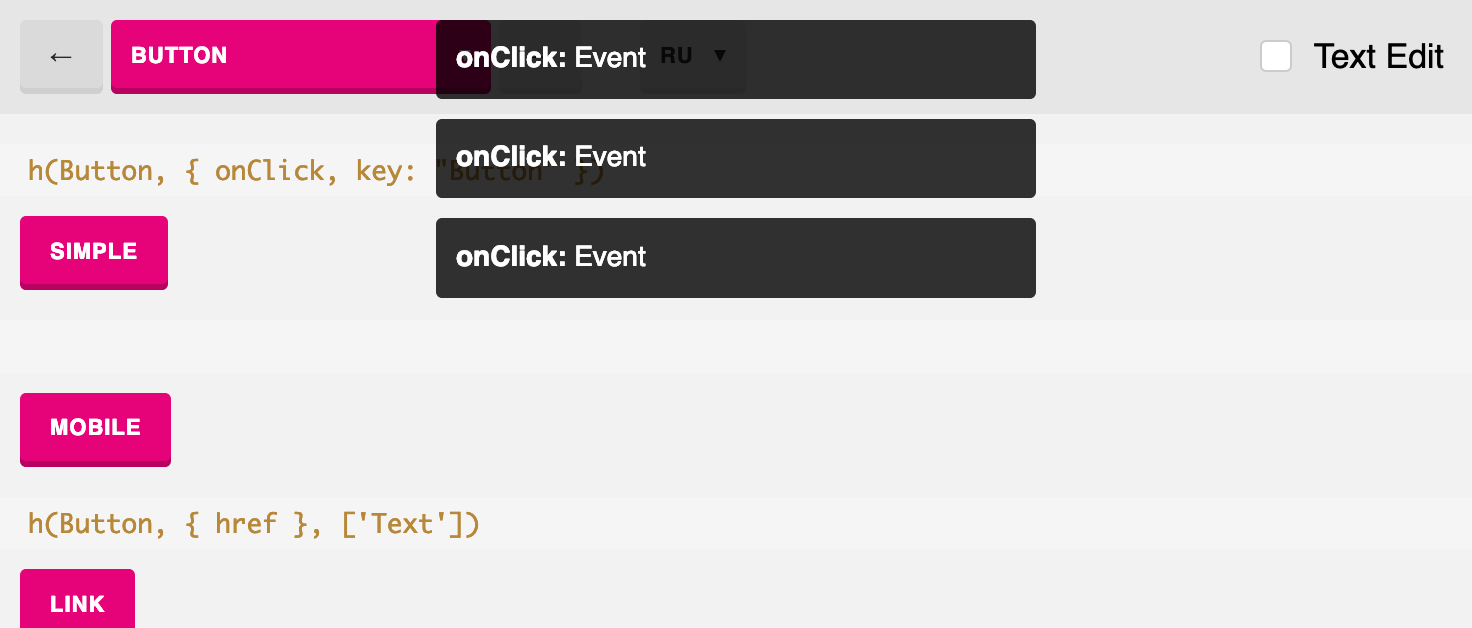 ← BUTTON onClick: Event RU ▼ Text Edit
onClick: Event
h(Button, { onClick, key: "Button" })
SIMPLE
onClick: Event
MOBILE
h(Button, { href }, ['Text'])
LINK